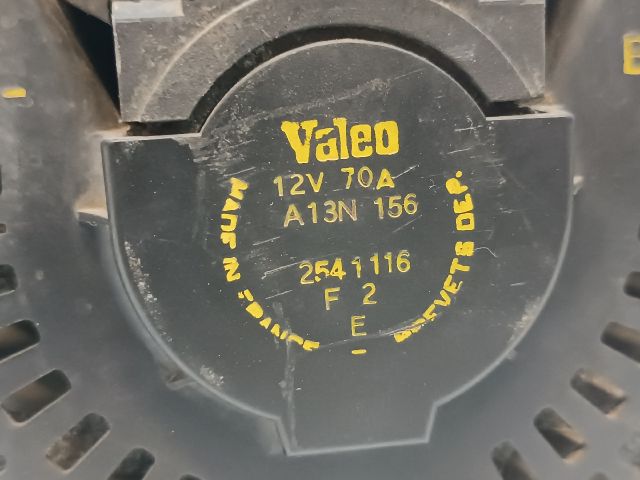 Valeo
12V 70A
A13N 156
2541116
F 2
E
MADE IN FRANCE - BREVETS DEP.
-